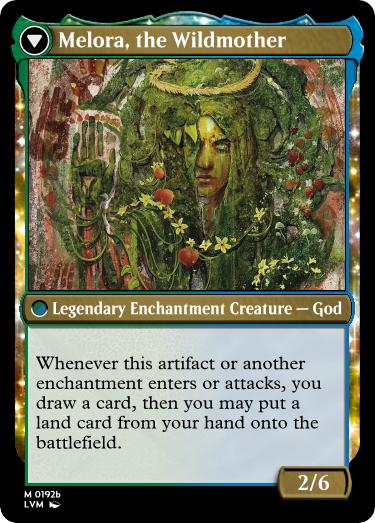 Melora, the Wildmother
Legendary Enchantment Creature — God
Whenever this artifact or another
enchantment enters or attacks, you
draw a card, then you may put a
land card from your hand onto the
battlefield.
2/6
M 0192b
LVM